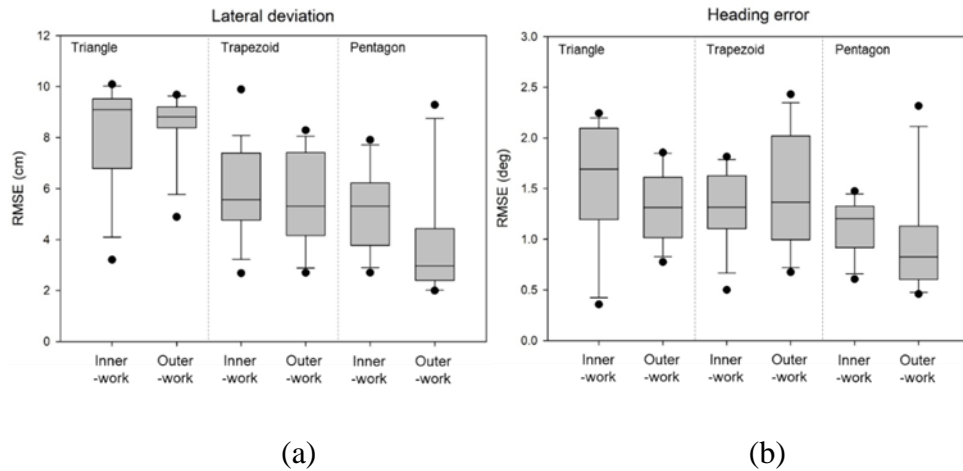 Lateral deviation
12
10
8
6
4
2
0
RMSE (cm)
Triangle
Trapezoid
Pentagon
Inner
-work
Outer
-work
Inner
-work
Outer
-work
Inner
-work
Outer
-work
(a)
Heading error
3.0
2.5
2.0
1.5
1.0
0.5
0.0
RMSE (deg)
Triangle
Trapezoid
Pentagon
Inner
-work
Outer
-work
Inner
-work
Outer
-work
Inner
-work
Outer
-work
(b)